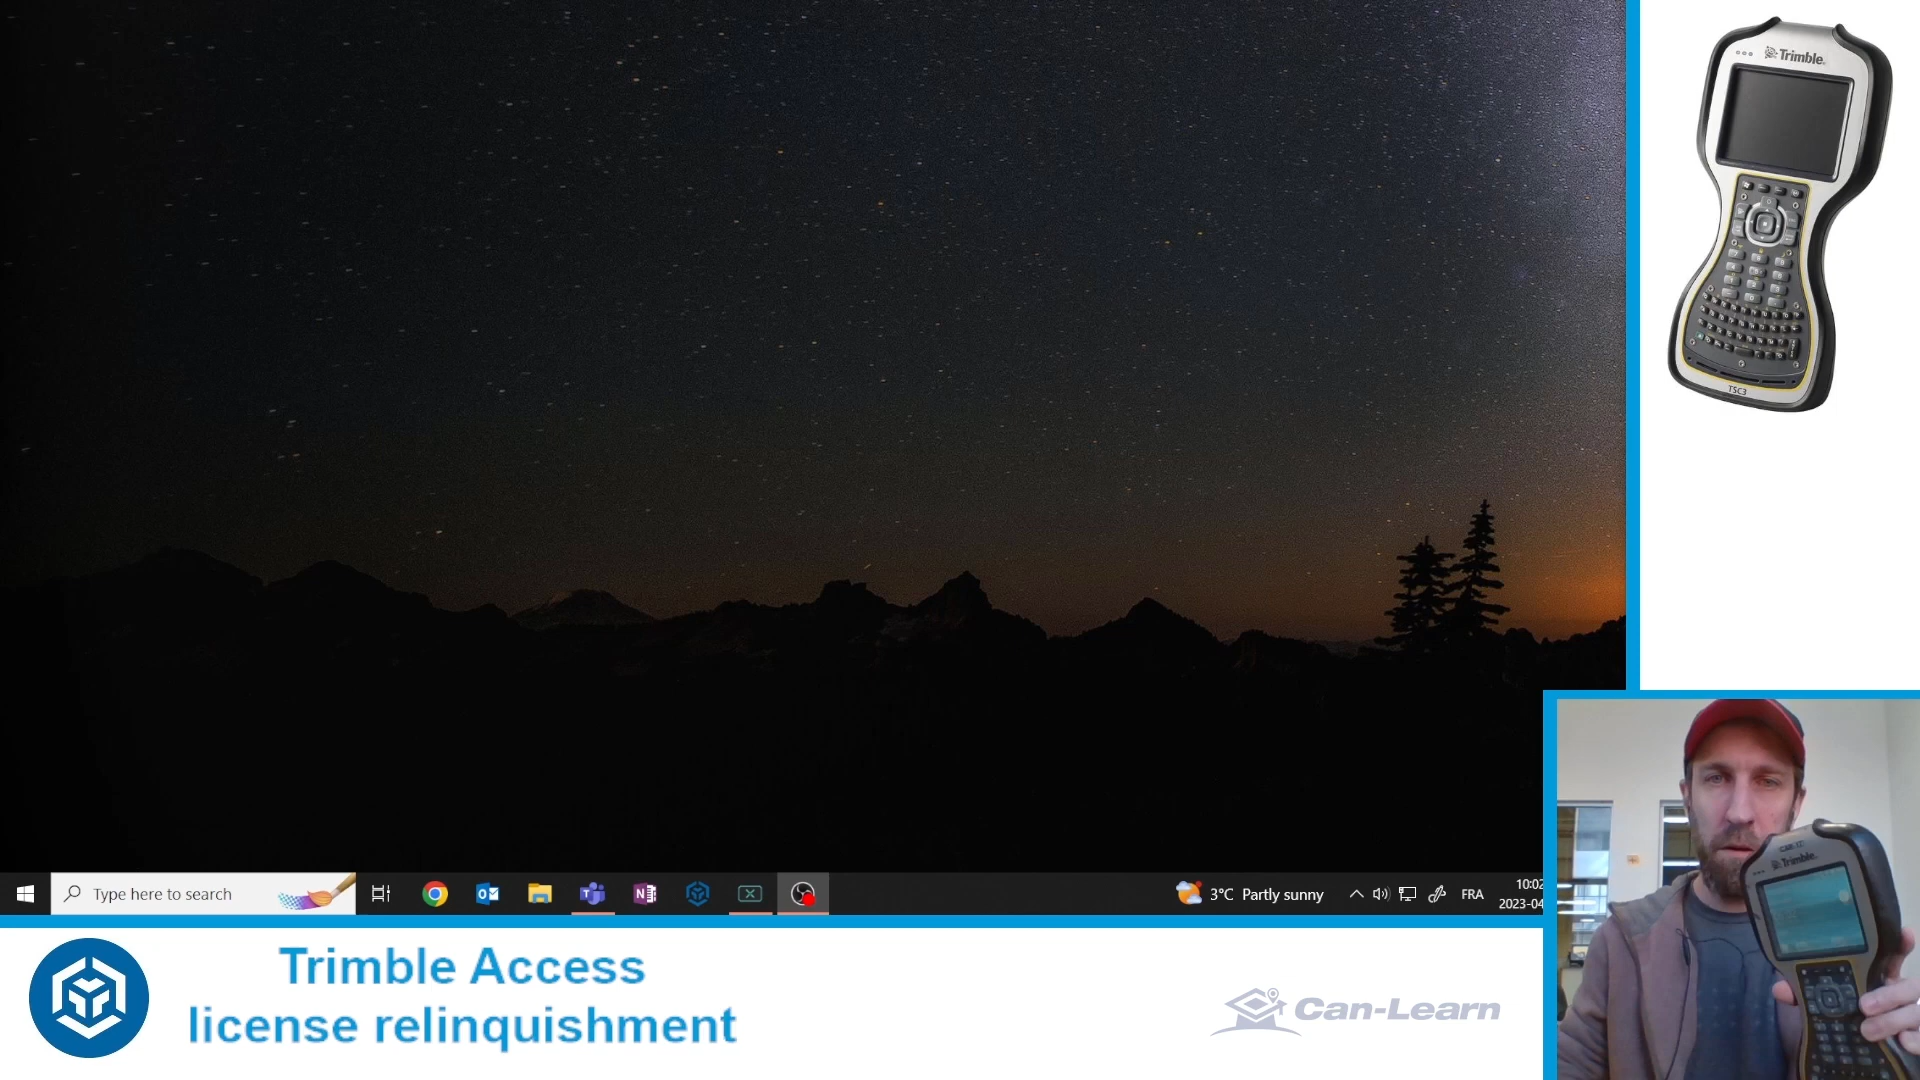 Trimble
TSC3
Type here to search
3°C Partly sunny
FRA
10:02
2023-04
Trimble Access
license relinquishment
Can-Learn
Trimble